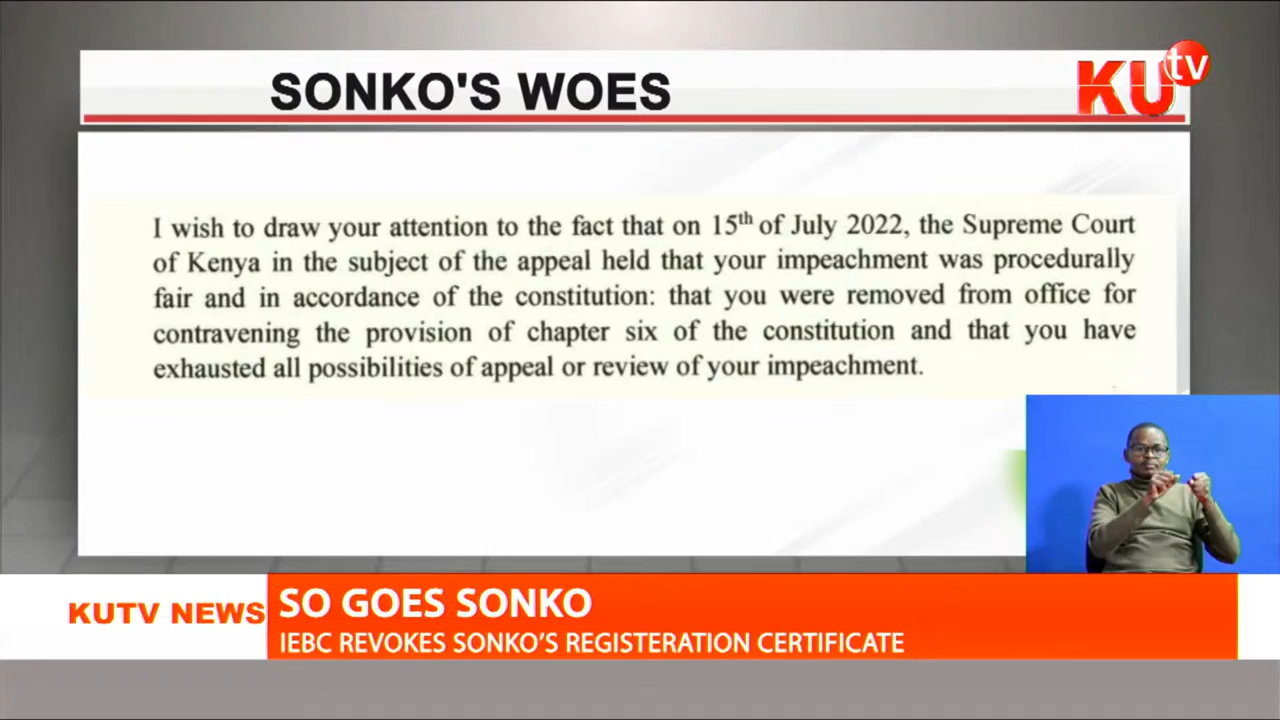 SONKO'S WOES
KU tv
I wish to draw your attention to the fact that on 15th of July 2022, the Supreme Court
of Kenya in the subject of the appeal held that your impeachment was procedurally
fair and in accordance of the constitution: that you were removed from office for
contravening the provision of chapter six of the constitution and that you have
exhausted all possibilities of appeal or review of your impeachment.
KUTV NEWS
SO GOES SONKO
IEBC REVOKES SONKO'S REGISTERATION CERTIFICATE